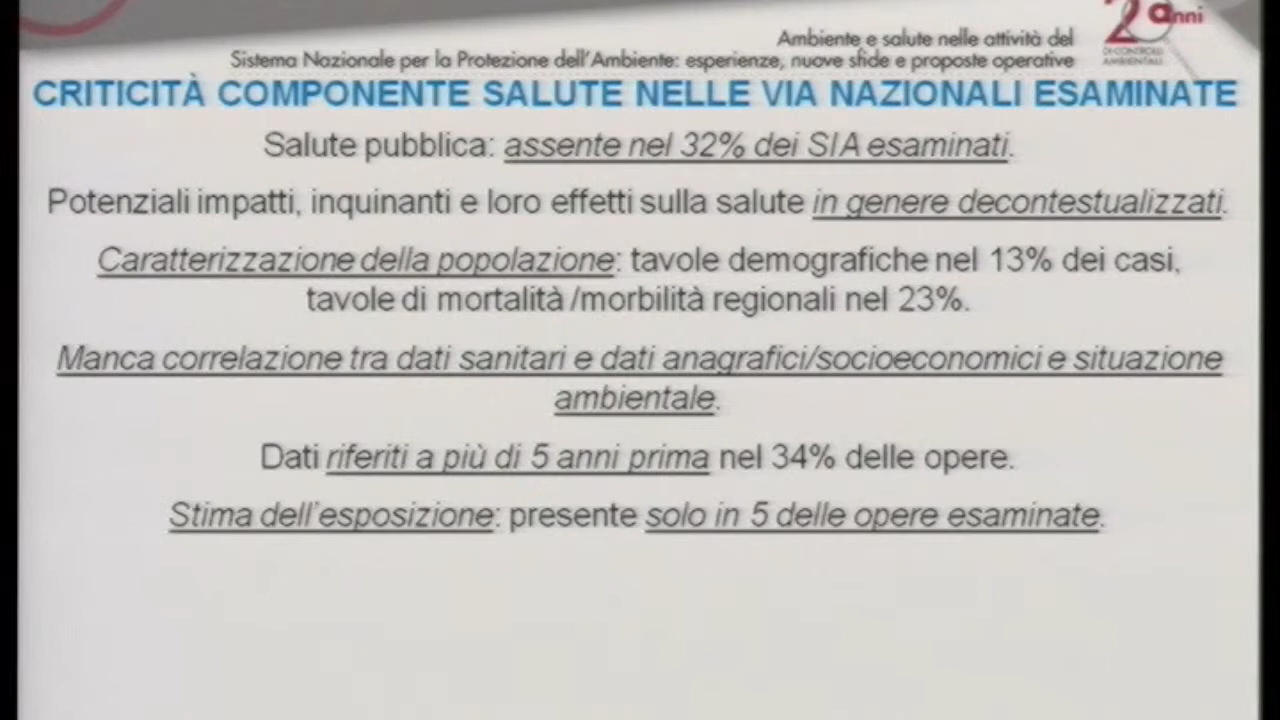 20 anni
DI CONTROLLI
AMBIENTALI
Ambiente e salute nelle attività del
Sistema Nazionale per la Protezione dell'Ambiente: esperienze, nuove sfide e proposte operative
CRITICITÀ COMPONENTE SALUTE NELLE VIA NAZIONALI ESAMINATE
Salute pubblica: assente nel 32% dei SIA esaminati.
Potenziali impatti, inquinanti e loro effetti sulla salute in genere decontestualizzati.
Caratterizzazione della popolazione: tavole demografiche nel 13% dei casi,
tavole di mortalità /morbilità regionali nel 23%.
Manca correlazione tra dati sanitari e dati anagrafici/socioeconomici e situazione
ambientale.
Dati riferiti a più di 5 anni prima nel 34% delle opere.
Stima dell'esposizione: presente solo in 5 delle opere esaminate.